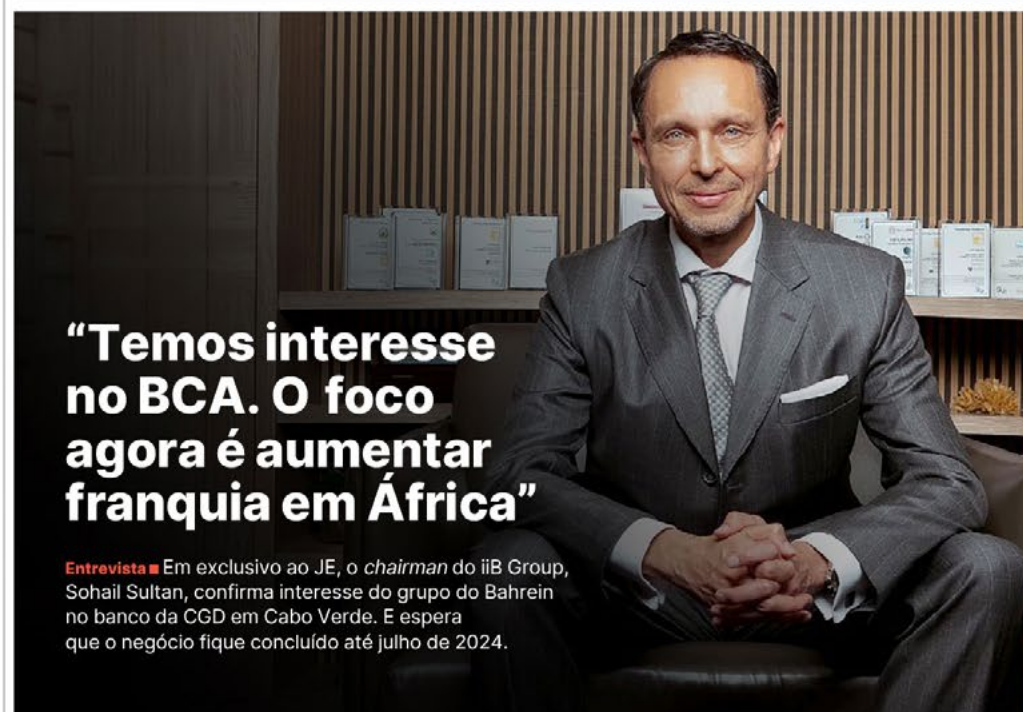 “Temos interesse
no BCA. O foco
agora é aumentar
franquia em África”
Entrevista ■ Em exclusivo ao JE, o chairman do iiB Group,
Sohail Sultan, confirma interesse do grupo do Bahrein
no banco da CGD em Cabo Verde. E espera
que o negócio fique concluído até julho de 2024.